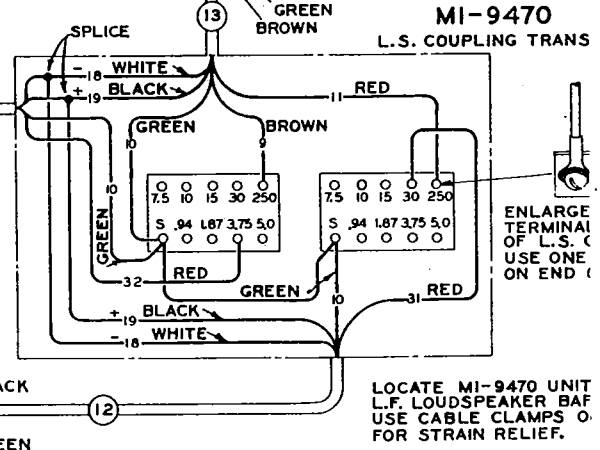 13
GREEN
BROWN
MI-9470
L.S. COUPLING TRANS
SPLICE
- 18 WHITE
+ 19 BLACK
11 RED
GREEN
BROWN
10
9
10
7.5 10 15 30 250
S .94 1.87 3.75 5.0
7.5 10 15 30 250
S .94 1.87 3.75 5.0
GREEN
32 RED
GREEN
10
31 RED
+ 19 BLACK
- 18 WHITE
ENLARGE
TERMINAL
OF L.S.
USE ONE
ON END
ACK
12
EEN
LOCATE MI-9470 UNIT
L.F. LOUDSPEAKER BAF
USE CABLE CLAMPS O
FOR STRAIN RELIEF.